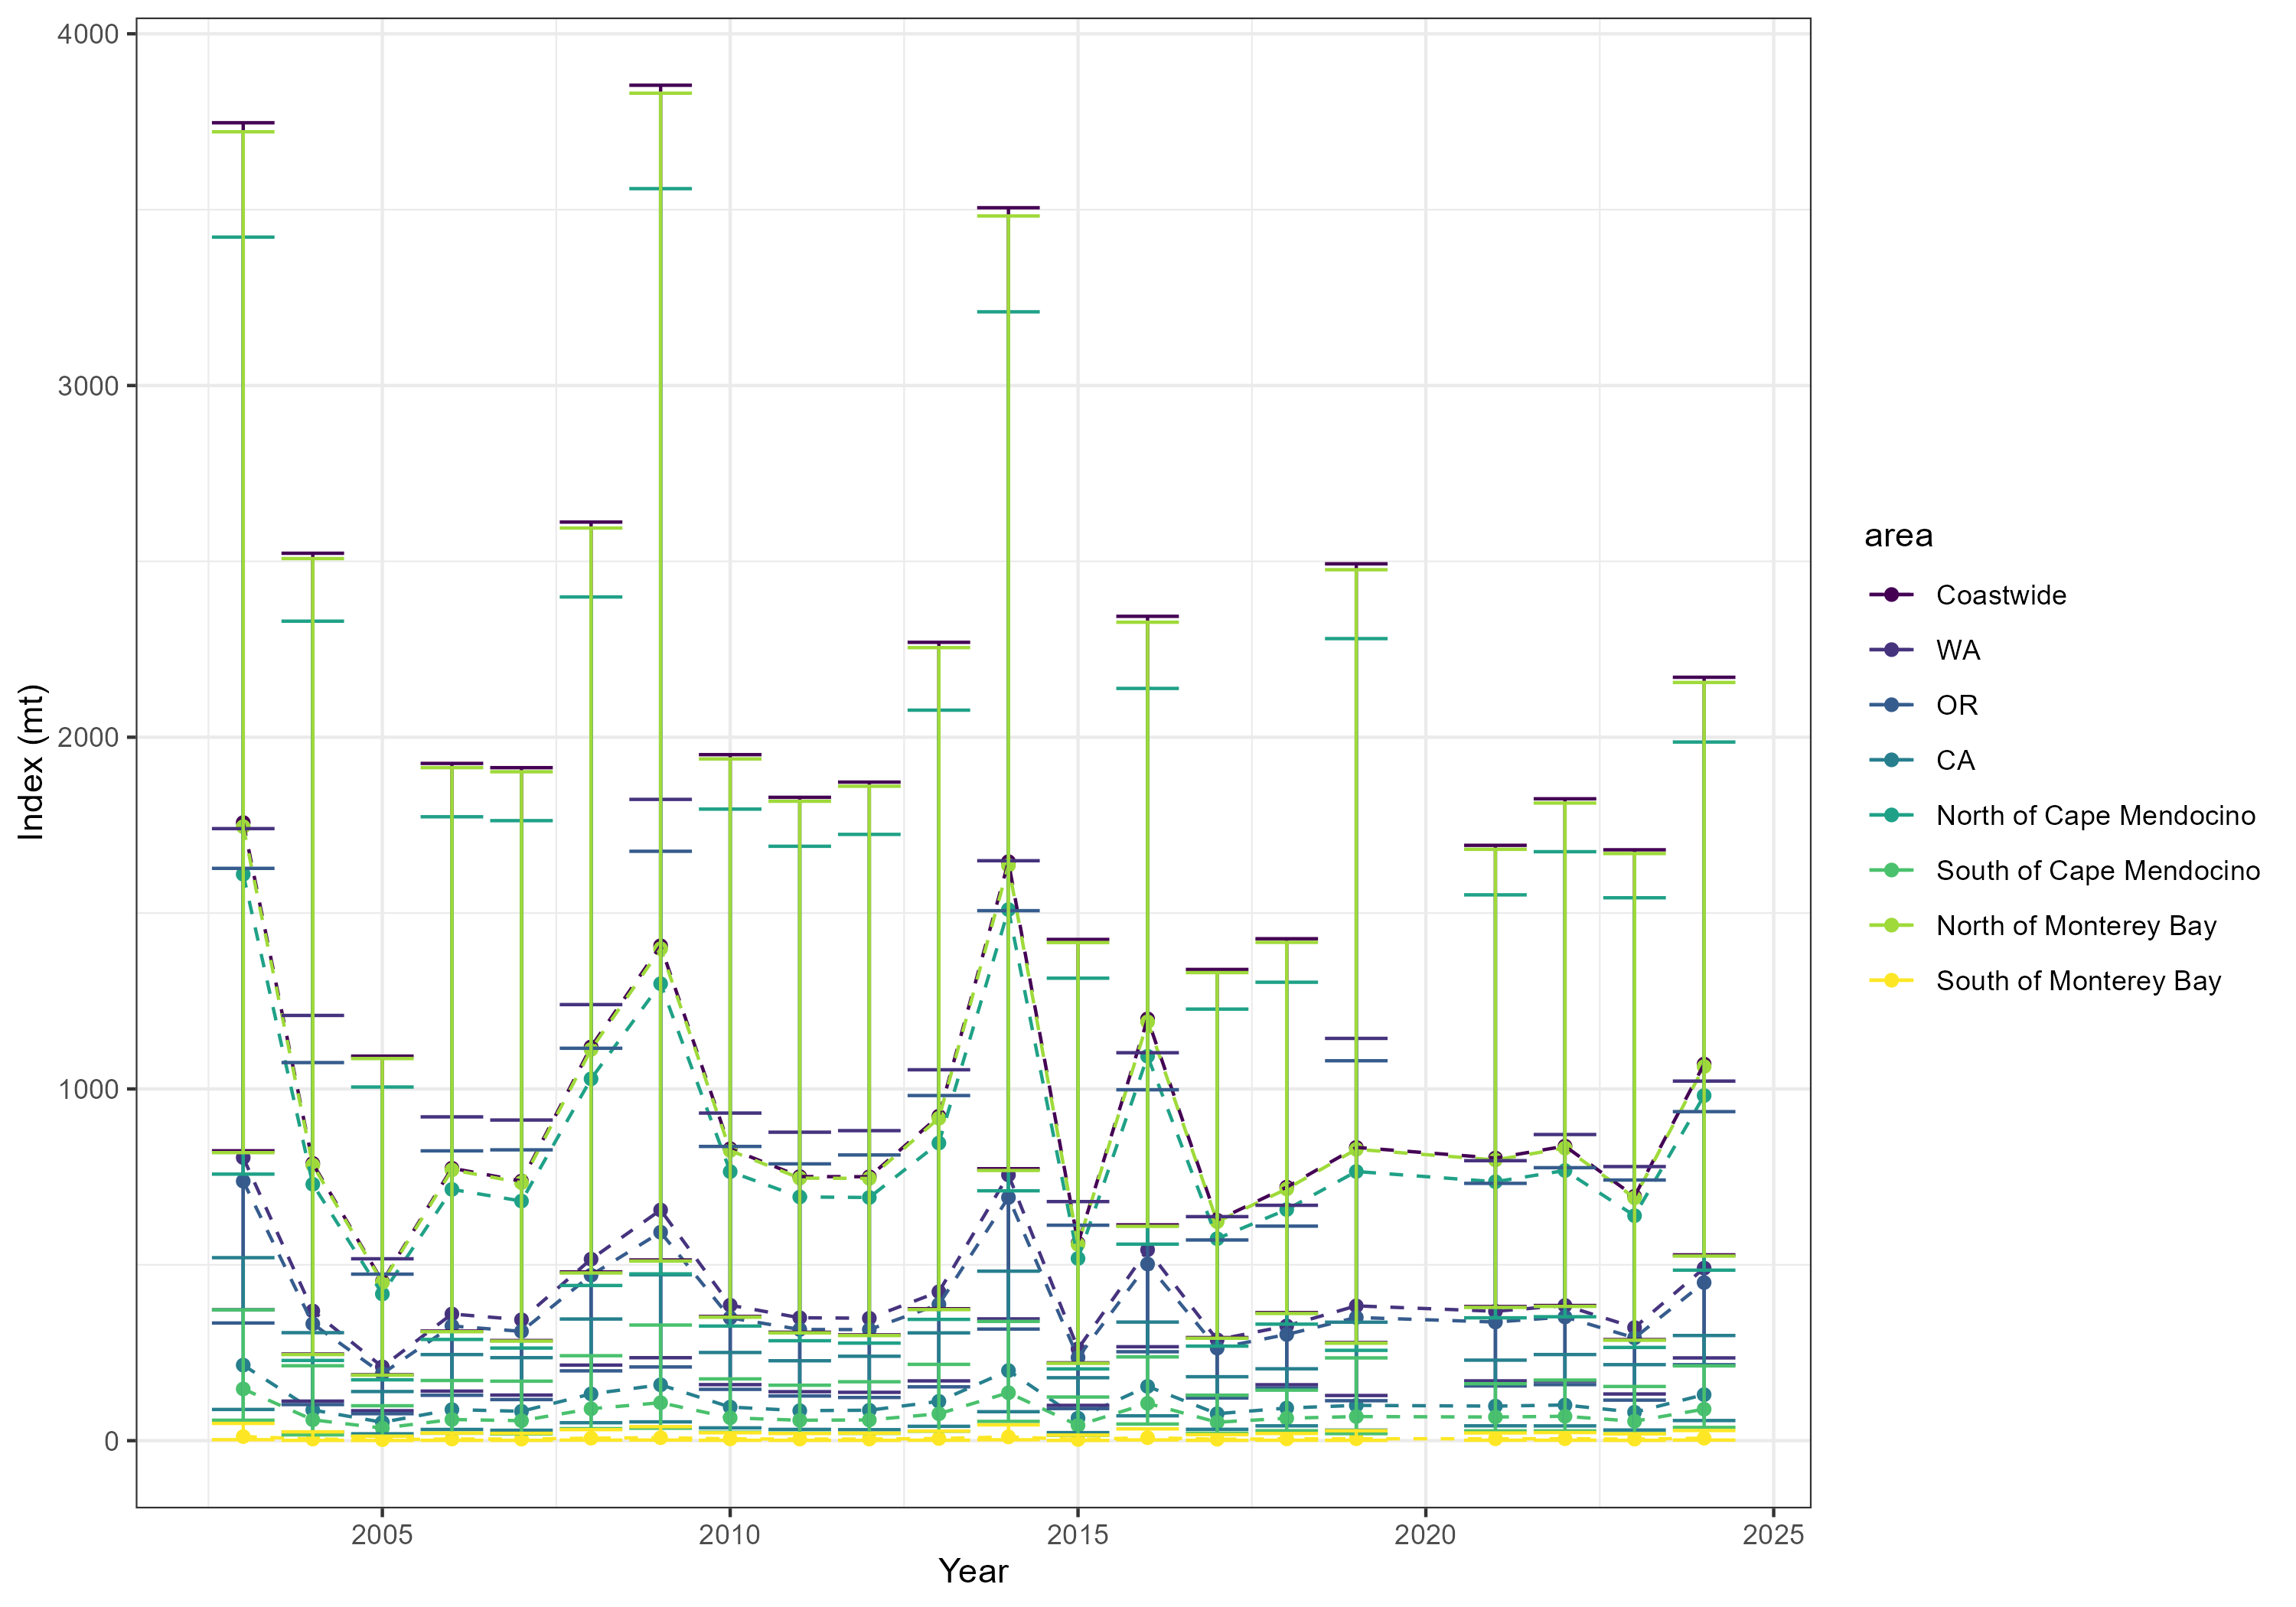 4000
3000
2000
1000
0
Index (mt)
2005
2010
2015
2020
2025
Year
area
Coastwide
WA
OR
CA
North of Cape Mendocino
South of Cape Mendocino
North of Monterey Bay
South of Monterey Bay